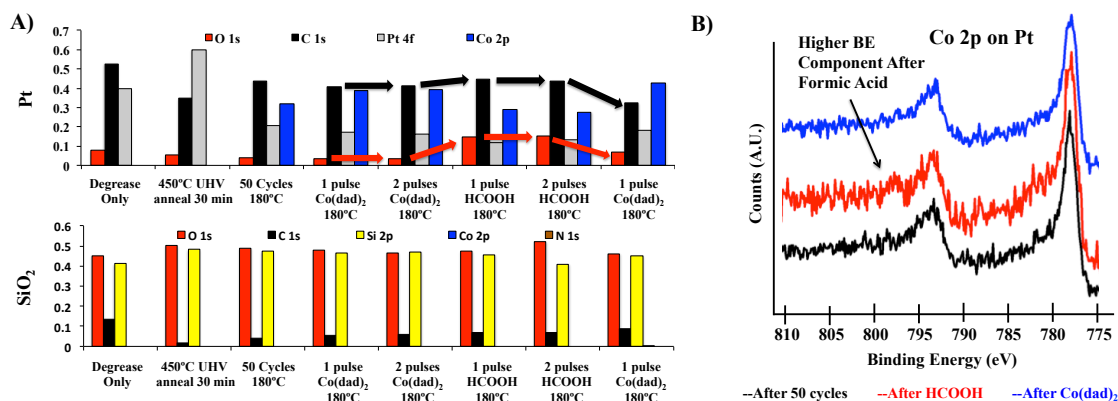 A)
O 1s C 1s Pt 4f Co 2p
Pt
0.7
0.6
0.5
0.4
0.3
0.2
0.1
0
Degrease Only
450ºC UHV anneal 30 min
50 Cycles 180ºC
1 pulse Co(dad)2 180ºC
2 pulses Co(dad)2 180ºC
1 pulse HCOOH 180ºC
2 pulses HCOOH 180ºC
1 pulse Co(dad)2 180ºC
O 1s C 1s Si 2p Co 2p N 1s
SiO2
0.6
0.5
0.4
0.3
0.2
0.1
0
Degrease Only
450ºC UHV anneal 30 min
50 Cycles 180ºC
1 pulse Co(dad)2 180ºC
2 pulses Co(dad)2 180ºC
1 pulse HCOOH 180ºC
2 pulses HCOOH 180ºC
1 pulse Co(dad)2 180ºC
B)
Co 2p on Pt
Higher BE
Component After
Formic Acid
Counts (A.U.)
810 805 800 795 790 785 780 775
Binding Energy (eV)
--After 50 cycles --After HCOOH --After Co(dad)2